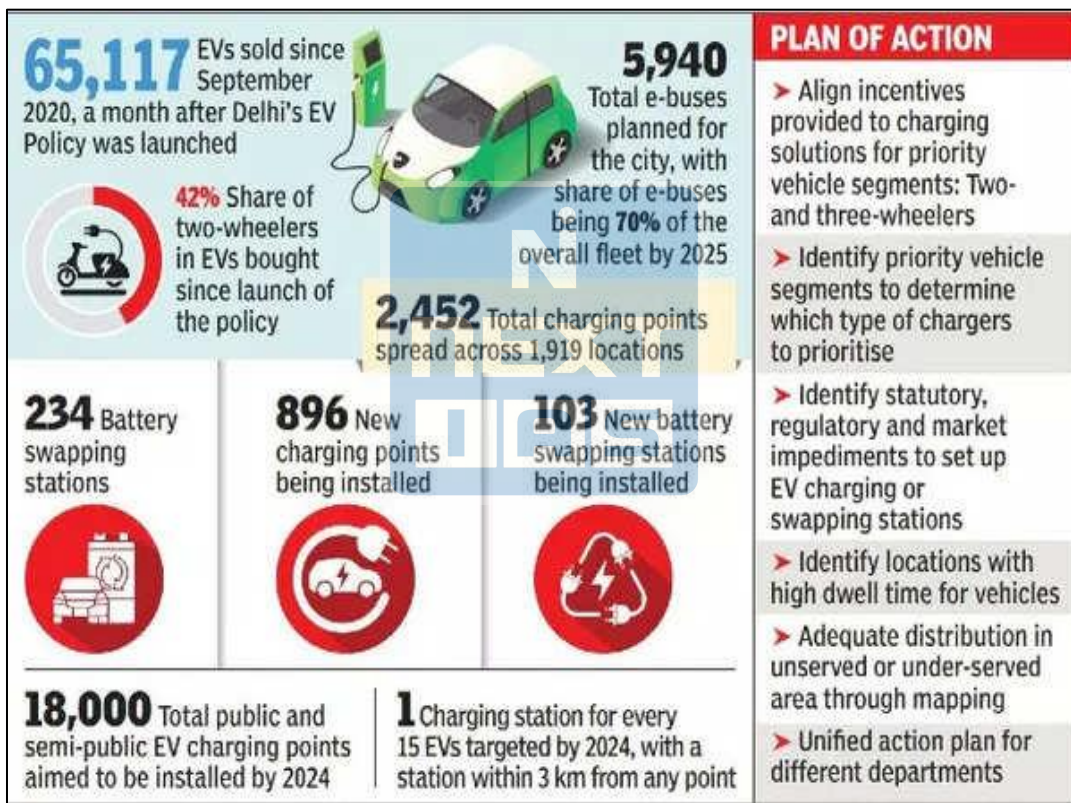 65,117 EVs sold since
September
2020, a month after Delhi's EV
Policy was launched
42% Share of
two-wheelers
in EVs bought
since launch of
the policy
5,940
Total e-buses
planned for
the city, with
share of e-buses
being 70% of the
overall fleet by 2025
2,452 Total charging points
spread across 1,919 locations
N
NEXT
IAS
234 Battery
swapping
stations
896 New
charging points
being installed
103 New battery
swapping stations
being installed
18,000 Total public and
semi-public EV charging points
aimed to be installed by 2024
1 Charging station for every
15 EVs targeted by 2024, with a
station within 3 km from any point
PLAN OF ACTION
➤ Align incentives
provided to charging
solutions for priority
vehicle segments: Two-
and three-wheelers
➤ Identify priority vehicle
segments to determine
which type of chargers
to prioritise
➤ Identify statutory,
regulatory and market
impediments to set up
EV charging or
swapping stations
➤ Identify locations with
high dwell time for vehicles
➤ Adequate distribution in
unserved or under-served
area through mapping
➤ Unified action plan for
different departments